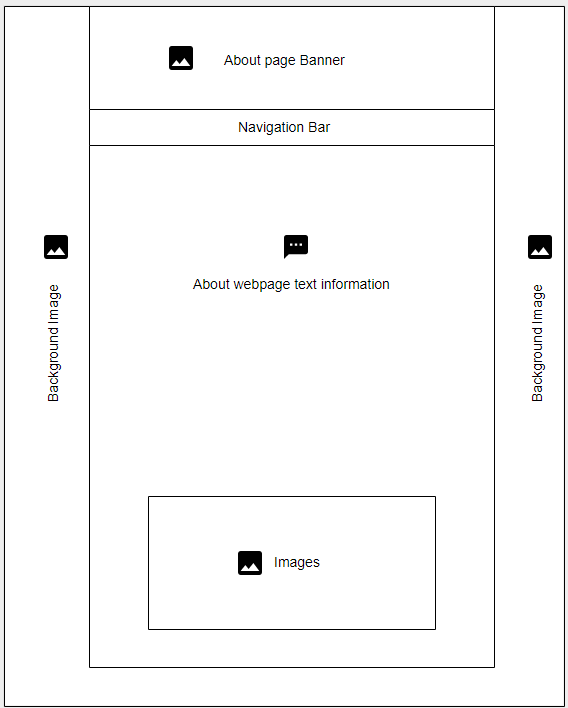 About page Banner
Navigation Bar
About webpage text information
Background Image
Background Image
Images